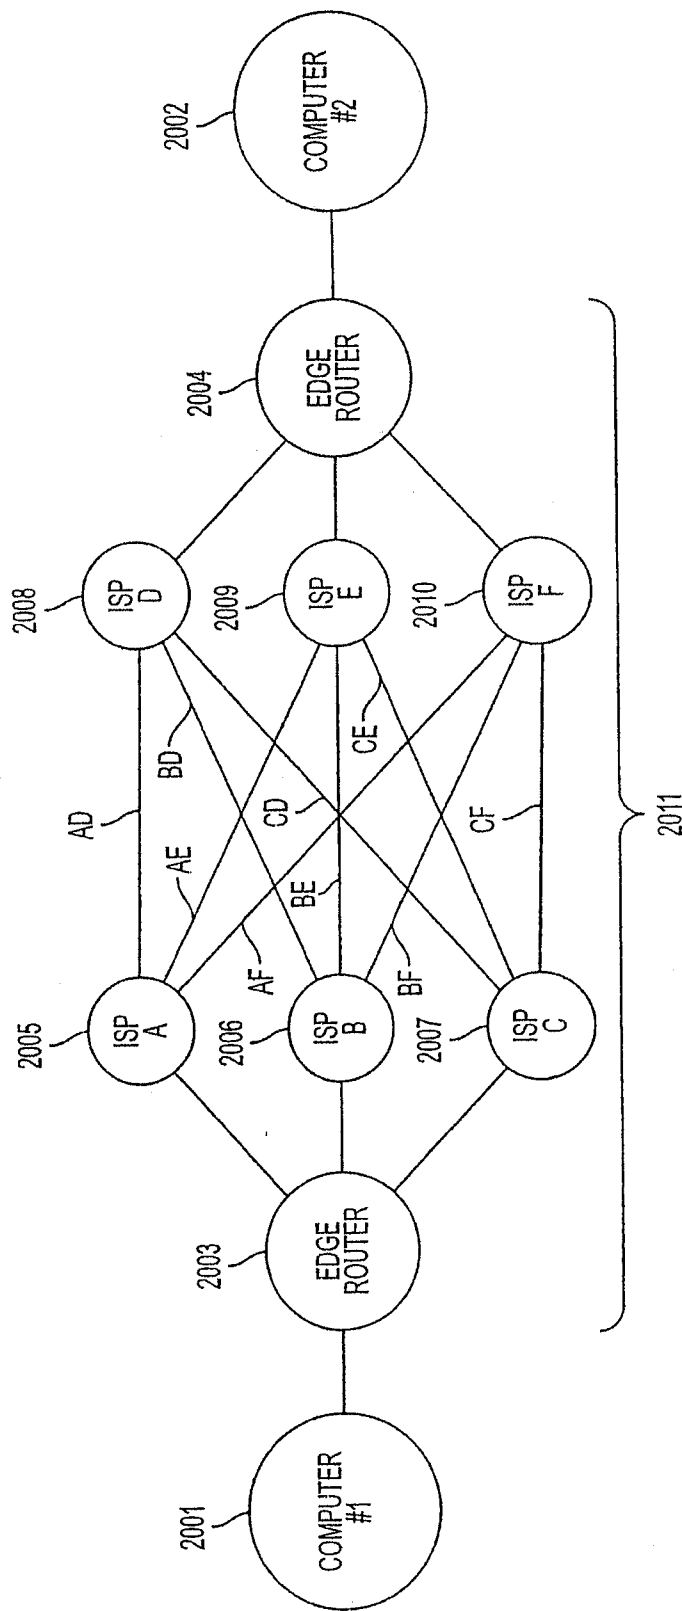 2001
COMPUTER
#1
2003
EDGE
ROUTER
2005
ISP
A
2006
ISP
B
2007
ISP
C
AD
AE
AF
BD
BE
BF
CD
CE
CF
2008
ISP
D
2009
ISP
E
2010
ISP
F
2004
EDGE
ROUTER
2002
COMPUTER
#2
2011